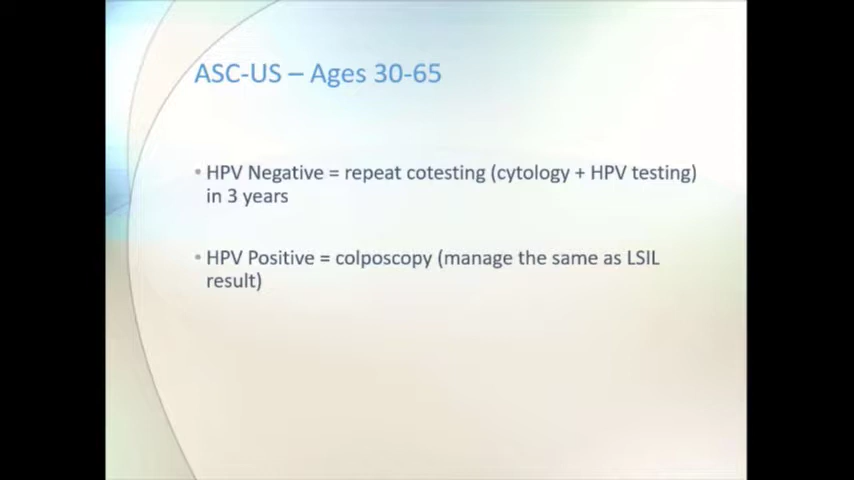 ASC-US – Ages 30-65
• HPV Negative = repeat cotesting (cytology + HPV testing)
in 3 years
• HPV Positive = colposcopy (manage the same as LSIL
result)